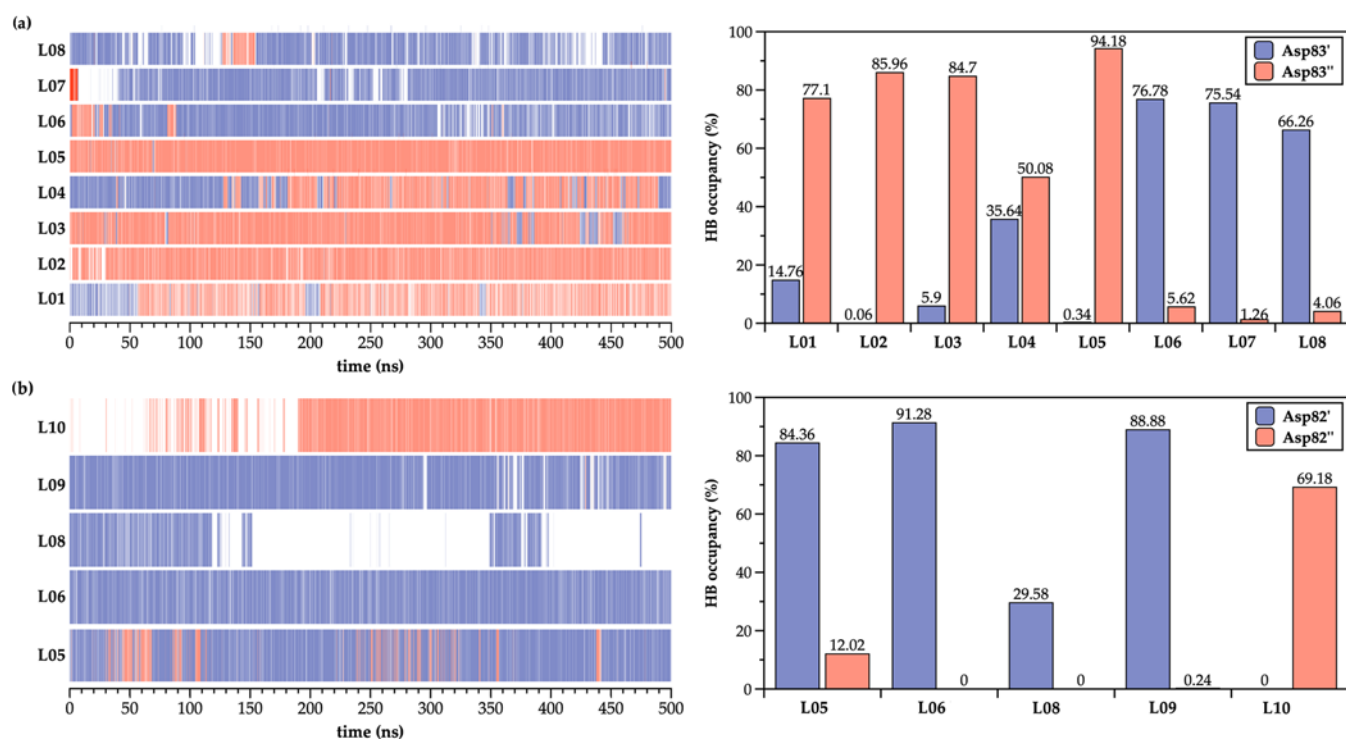 (a)
L08
L07
L06
L05
L04
L03
L02
L01
0 50 100 150 200 250 300 350 400 450 500
time (ns)
HB occupancy (%)
100
80
60
40
20
0
Asp83'
Asp83''
14.76 77.1 0.06 85.96 5.9 84.7 35.64 50.08 0.34 94.18 76.78 5.62 75.54 1.26 66.26 4.06
L01 L02 L03 L04 L05 L06 L07 L08
(b)
L10
L09
L08
L06
L05
0 50 100 150 200 250 300 350 400 450 500
time (ns)
HB occupancy (%)
100
80
60
40
20
0
Asp82'
Asp82''
84.36 12.02 91.28 0 29.58 0 88.88 0.24 0 69.18
L05 L06 L08 L09 L10